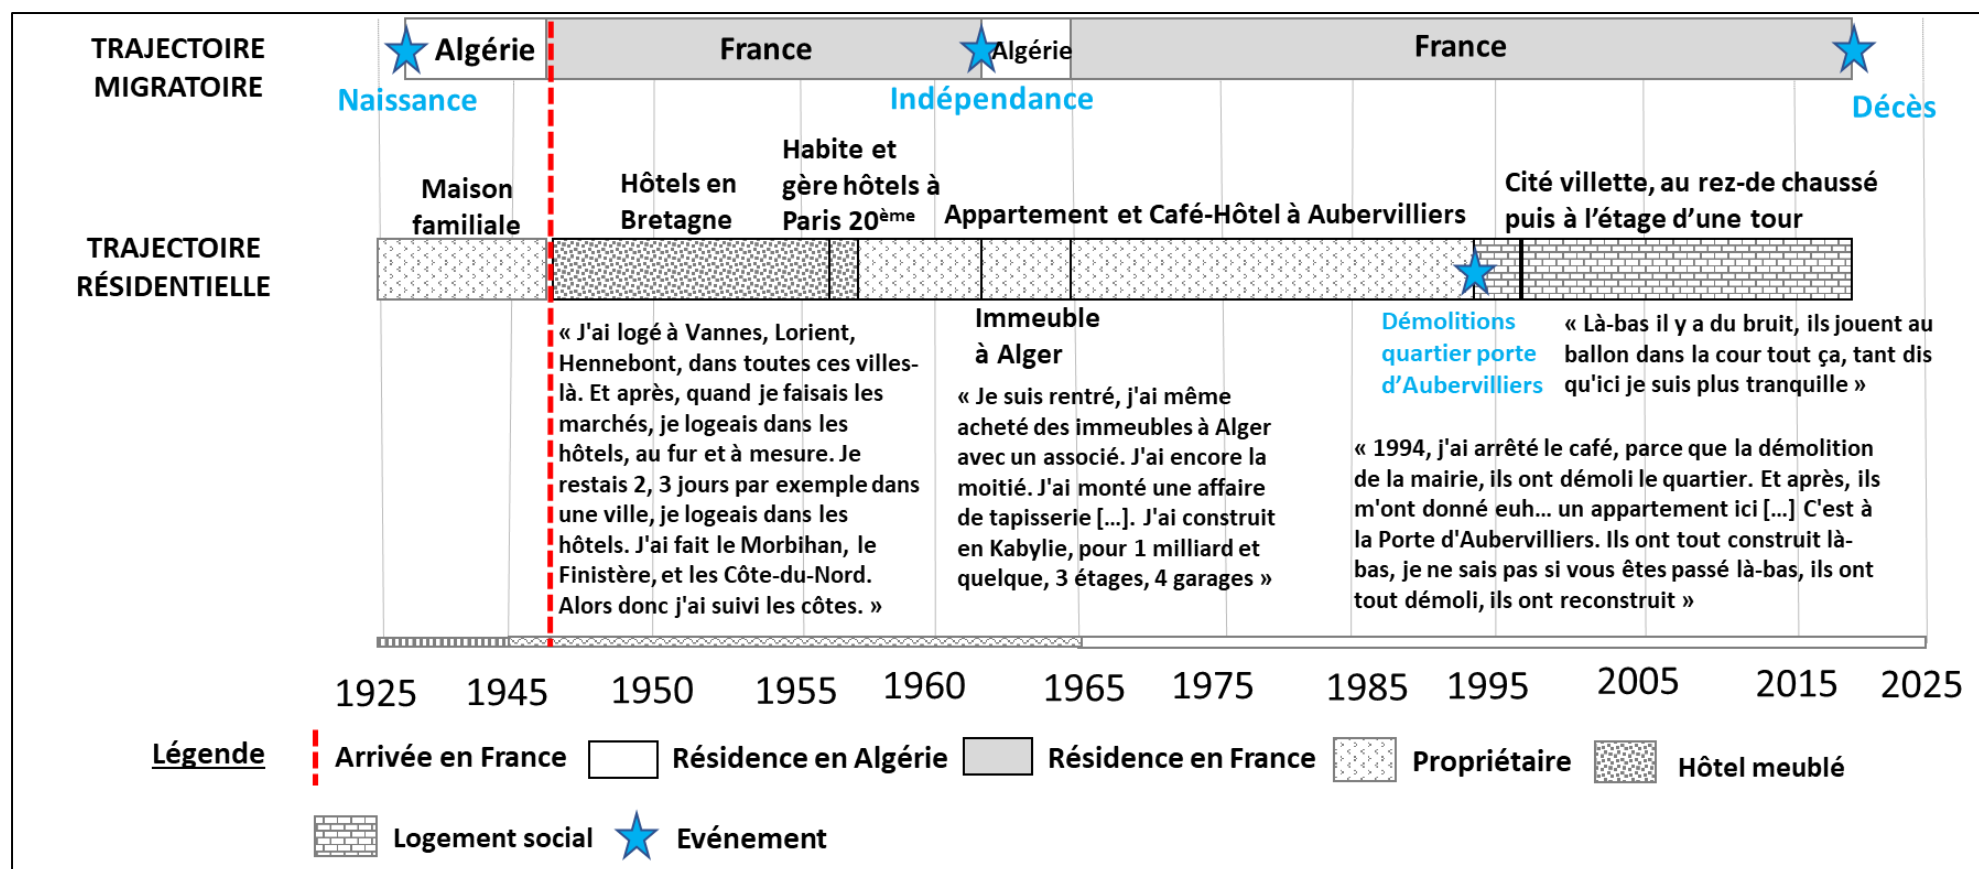 TRAJECTOIRE
MIGRATOIRE
Algérie
France
Algérie
France
Naissance
Indépendance
Décès
TRAJECTOIRE
RÉSIDENTIELLE
Maison
familiale
Hôtels en
Bretagne
Habite et
gère hôtels à
Paris 20ème
Appartement et Café-Hôtel à Aubervilliers
Cité villette, au rez-de chaussé
puis à l'étage d'une tour
« J'ai logé à Vannes, Lorient,
Hennebont, dans toutes ces villes-
là. Et après, quand je faisais les
marchés, je logeais dans les
hôtels, au fur et à mesure. Je
restais 2, 3 jours par exemple dans
une ville, je logeais dans les
hôtels. J'ai fait le Morbihan, le
Finistère, et les Côte-du-Nord.
Alors donc j'ai suivi les côtes. »
Immeuble
à Alger
« Je suis rentré, j'ai même
acheté des immeubles à Alger
avec un associé. J'ai encore la
moitié. J'ai monté une affaire
de tapisserie [...]. J'ai construit
en Kabylie, pour 1 milliard et
quelque, 3 étages, 4 garages »
Démolitions
quartier porte
d'Aubervilliers
« Là-bas il y a du bruit, ils jouent au
ballon dans la cour tout ça, tant dis
qu'ici je suis plus tranquille »
« 1994, j'ai arrêté le café, parce que la démolition
de la mairie, ils ont démoli le quartier. Et après, ils
m'ont donné euh... un appartement ici [...] C'est à
la Porte d'Aubervilliers. Ils ont tout construit là-
bas, je ne sais pas si vous êtes passé là-bas, ils ont
tout démoli, ils ont reconstruit »
1925 1945 1950 1955 1960 1965 1975 1985 1995 2005 2015 2025
Légende
Arrivée en France
Résidence en Algérie
Résidence en France
Propriétaire
Hôtel meublé
Logement social
Evénement